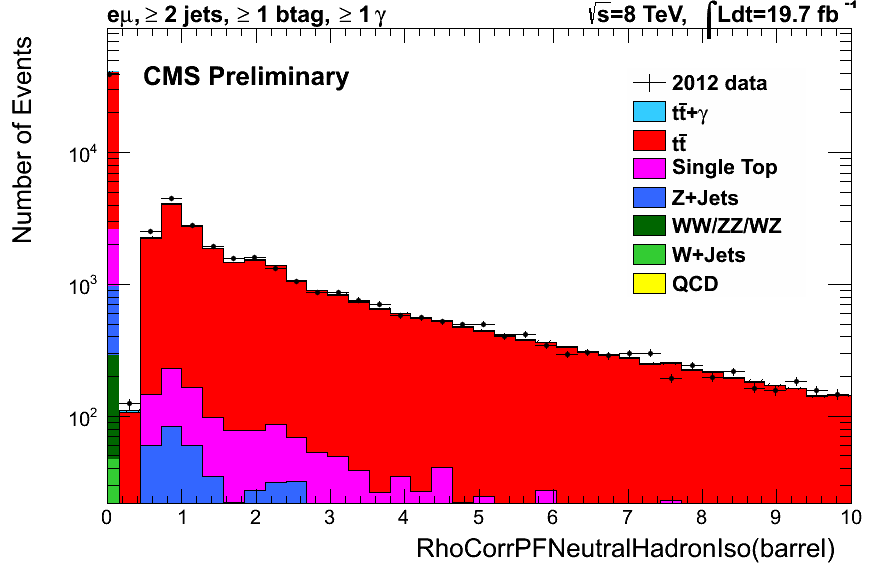 eμ, ≥ 2 jets, ≥ 1 btag, ≥ 1 γ
√s=8 TeV, ∫Ldt=19.7 fb⁻¹
CMS Preliminary
2012 data
tt̄+γ
tt̄
Single Top
Z+Jets
WW/ZZ/WZ
W+Jets
QCD
Number of Events
10⁴
10³
10²
0 1 2 3 4 5 6 7 8 9 10
RhoCorrPFNeutralHadronIso(barrel)